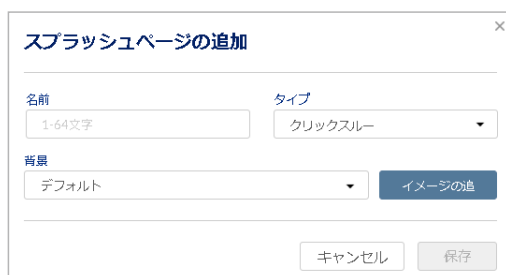 スプラッシュページの追加
×
名前
タイプ
1-64文字
クリックスルー
背景
デフォルト
イメージの追
キャンセル
保存